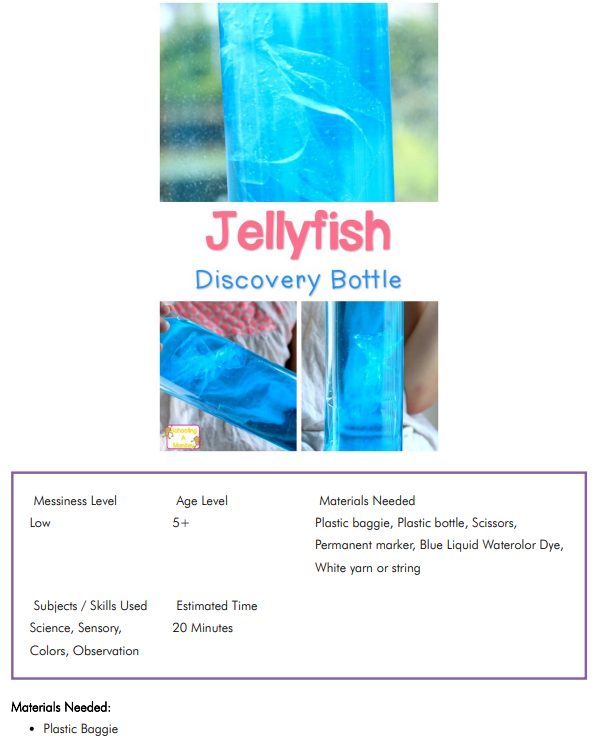 Jellyfish
Discovery Bottle
Schooling
A
Monkey
Messiness Level
Low
Age Level
5+
Materials Needed
Plastic baggie, Plastic bottle, Scissors,
Permanent marker, Blue Liquid Waterolor Dye,
White yarn or string
Subjects / Skills Used
Science, Sensory,
Colors, Observation
Estimated Time
20 Minutes
Materials Needed:
• Plastic Baggie